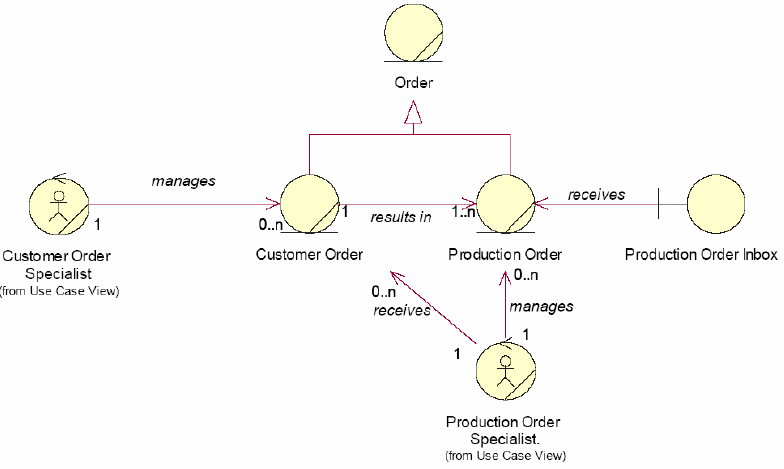 Order
manages
receives
1
0..n
1
results in
1..n
Customer Order
Specialist
(from Use Case View)
Customer Order
Production Order
Production Order Inbox
0..n
receives
0..n
manages
1
1
Production Order
Specialist.
(from Use Case View)